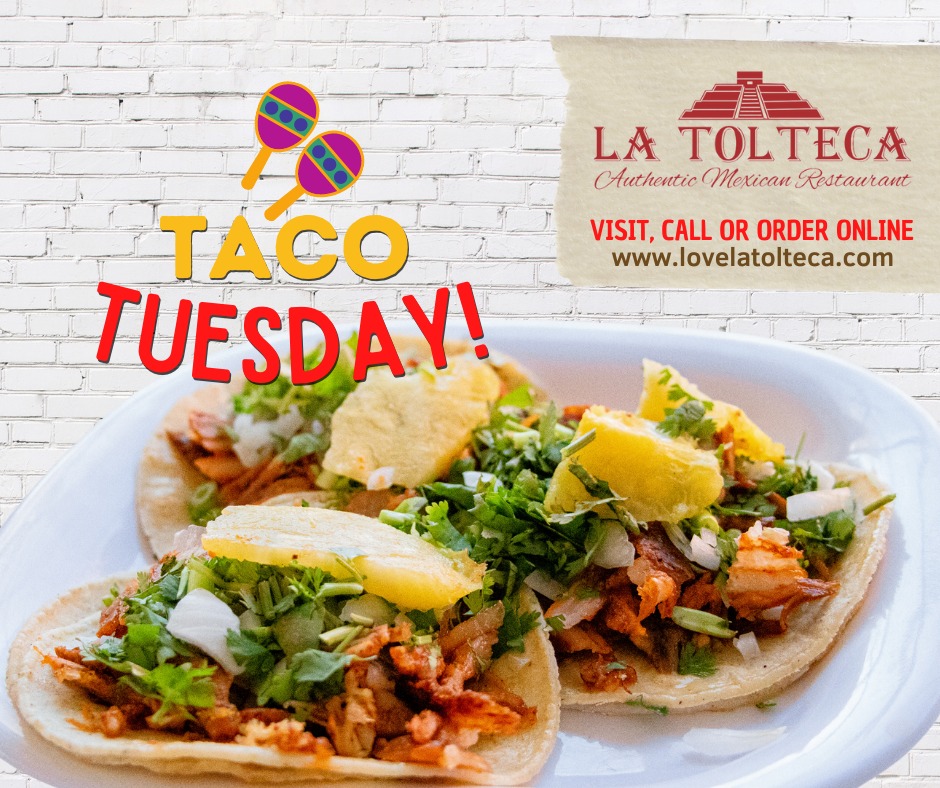 LA TOLTECA
Authentic Mexican Restaurant
VISIT, CALL OR ORDER ONLINE
www.lovelatolteca.com
TACO
TUESDAY!